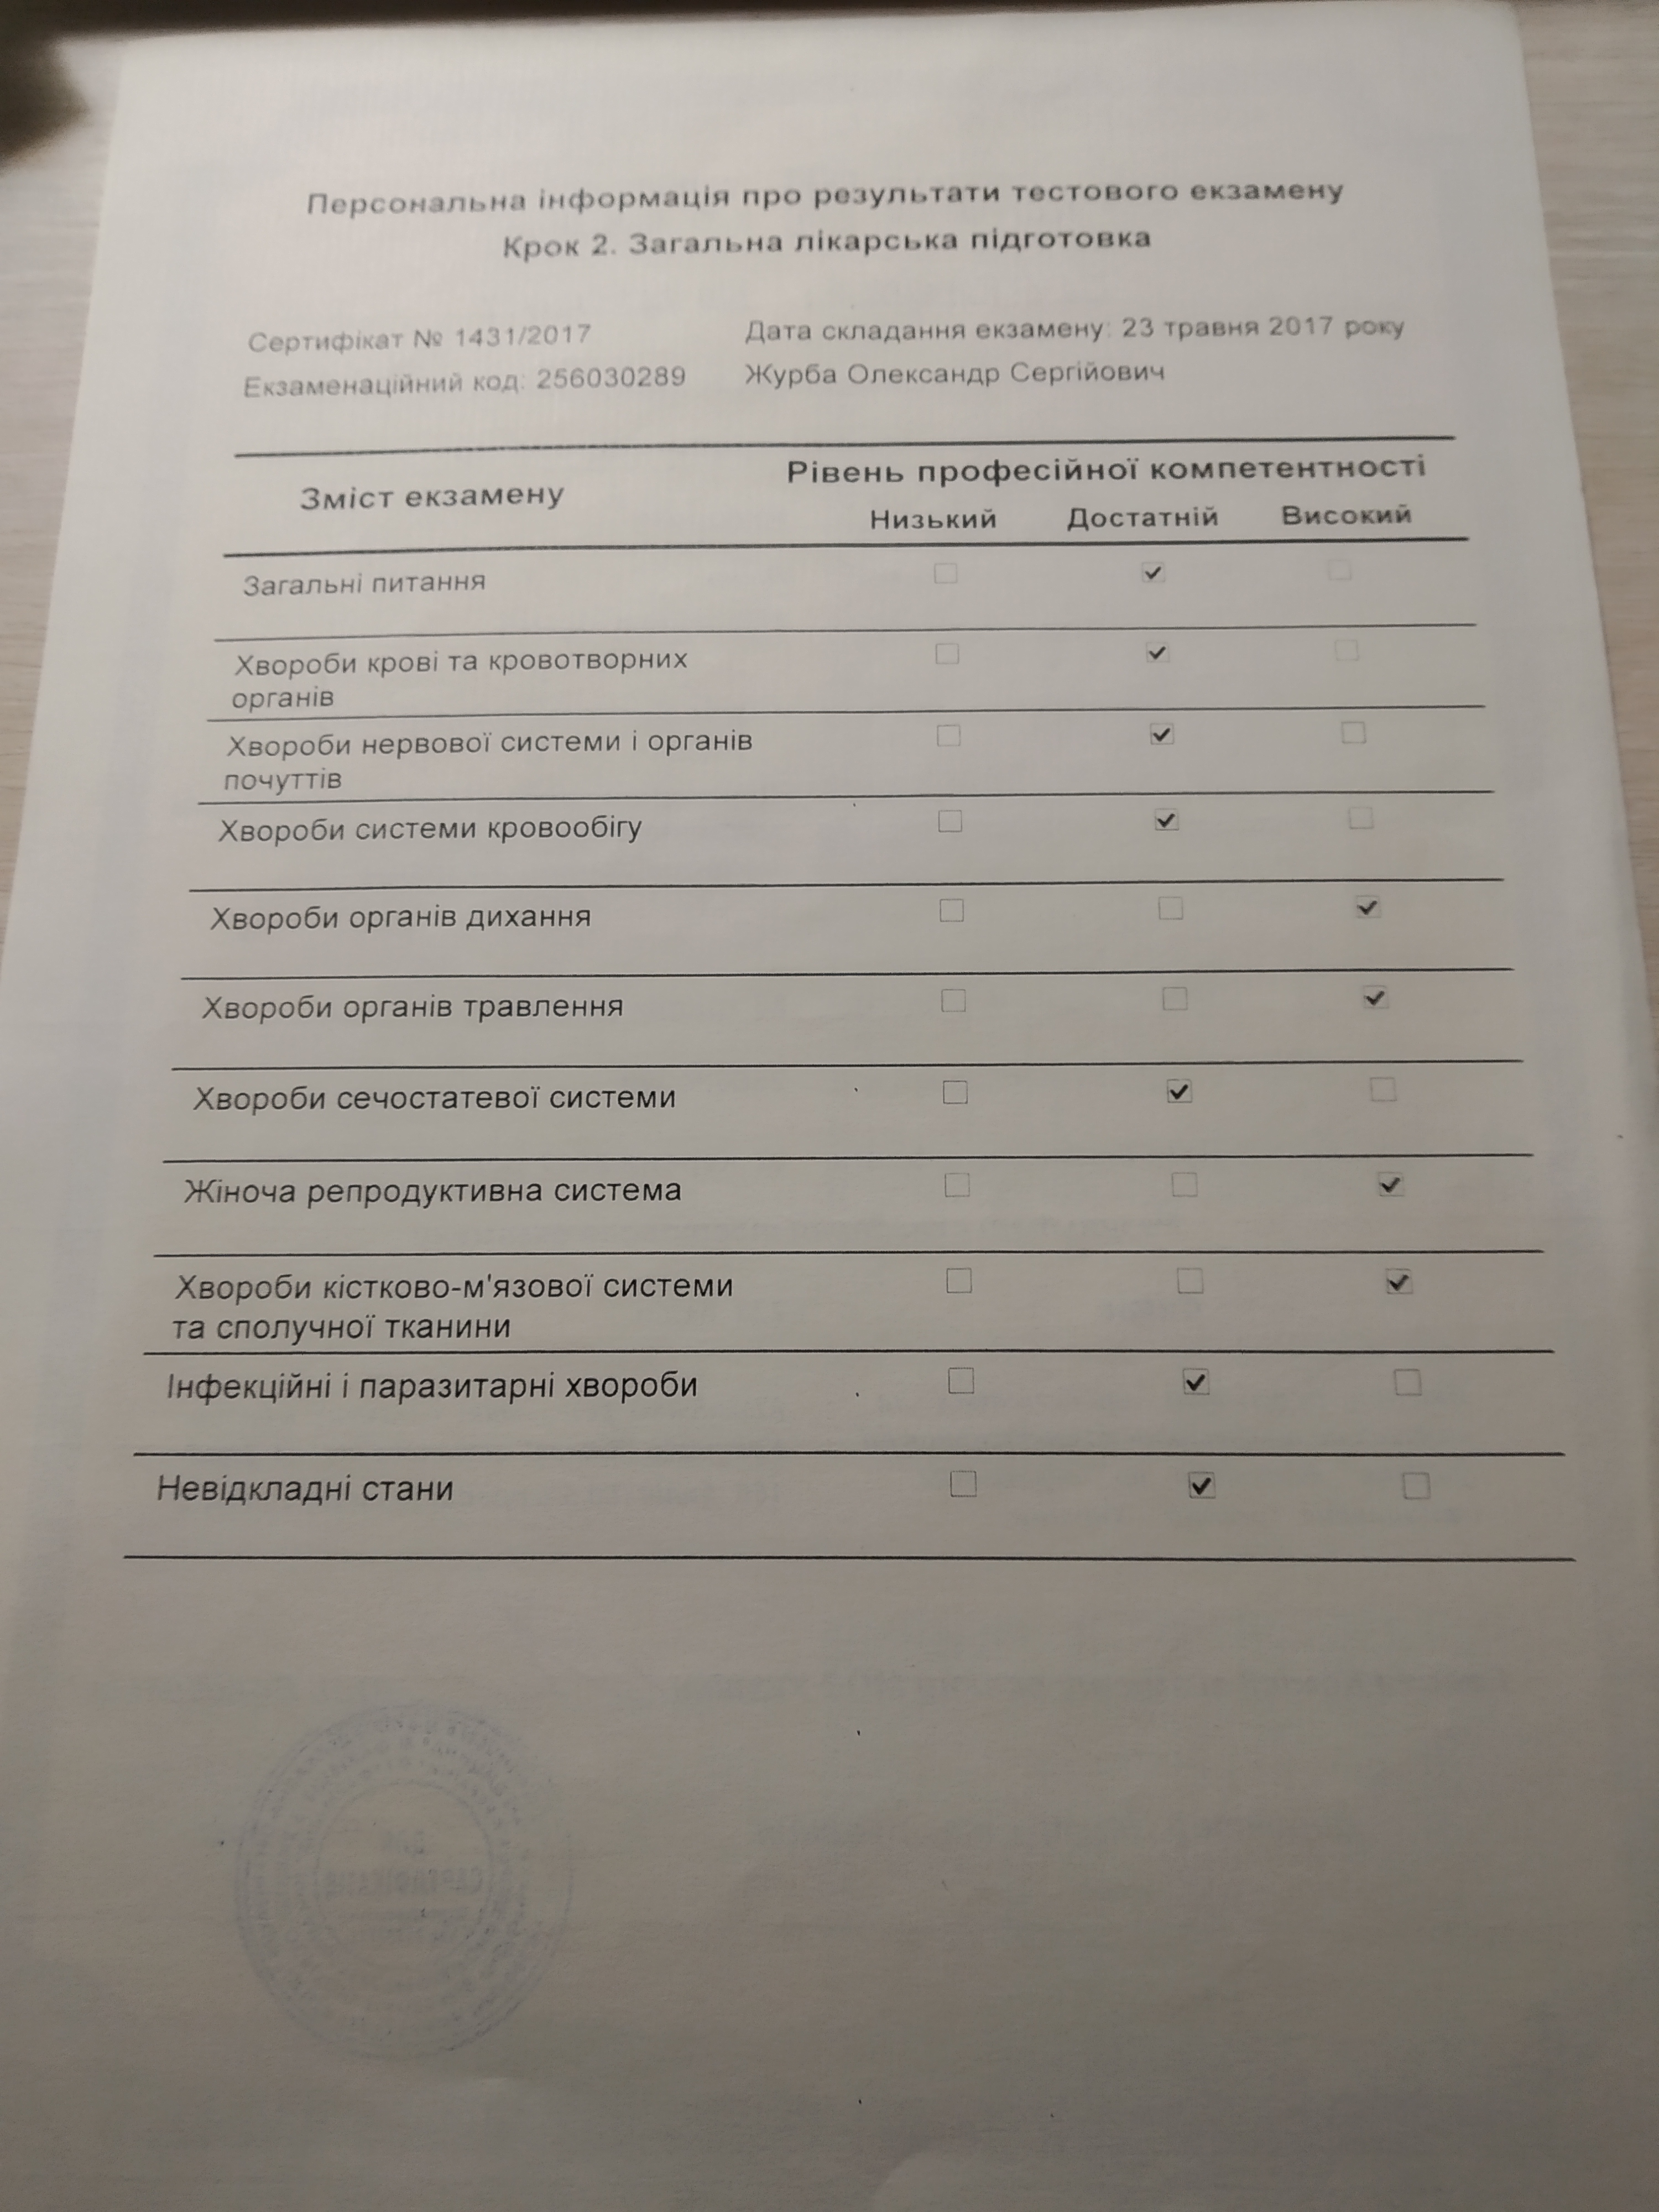 Персональна інформація про результати тестового екзамену
Крок 2. Загальна лікарська підготовка
Сертифікат № 1431/2017
Дата складання екзамену: 23 травня 2017 року
Екзаменаційний код: 256030289
Журба Олександр Сергійович
Зміст екзамену
Рівень професійної компетентності
Низький Достатній Високий
Загальні питання
Хвороби крові та кровотворних
органів
Хвороби нервової системи і органів
почуттів
Хвороби системи кровообігу
Хвороби органів дихання
Хвороби органів травлення
Хвороби сечостатевої системи
Жіноча репродуктивна система
Хвороби кістково-м'язової системи
та сполучної тканини
Інфекційні і паразитарні хвороби
Невідкладні стани